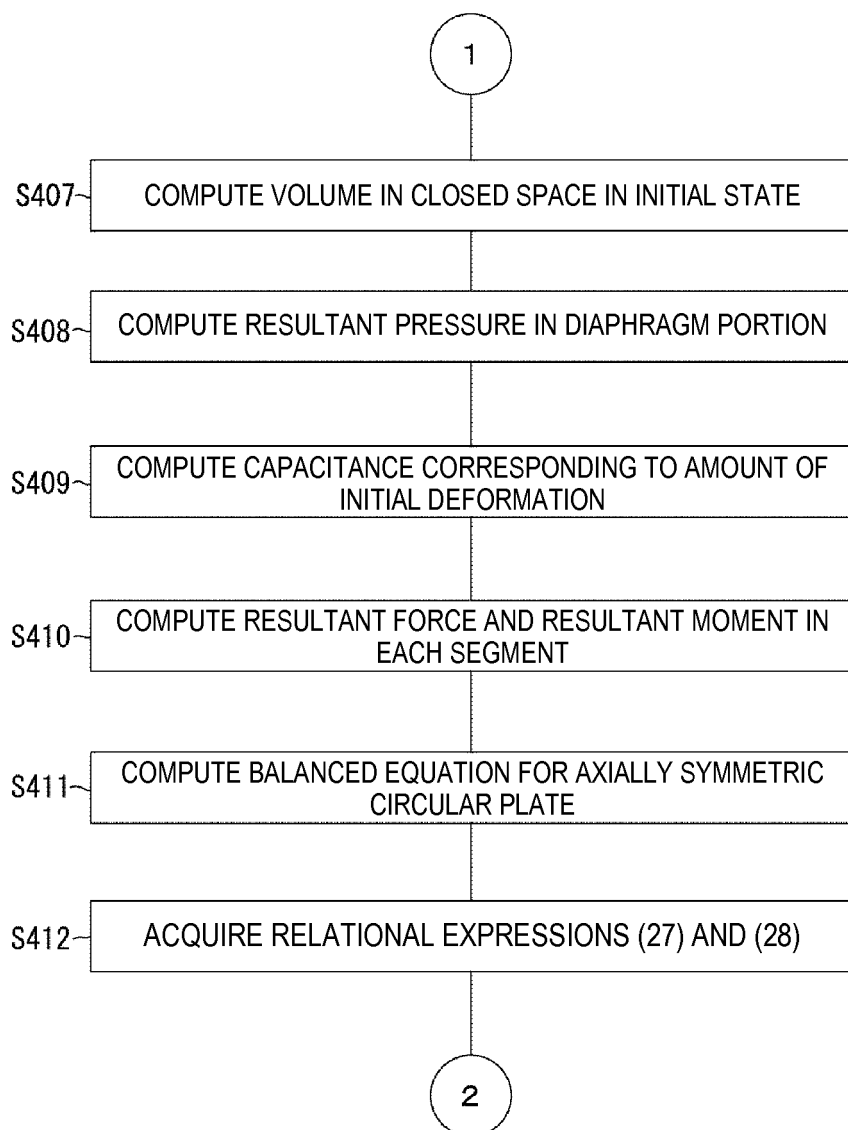 1
S407 COMPUTE VOLUME IN CLOSED SPACE IN INITIAL STATE
S408 COMPUTE RESULTANT PRESSURE IN DIAPHRAGM PORTION
S409 COMPUTE CAPACITANCE CORRESPONDING TO AMOUNT OF
INITIAL DEFORMATION
S410 COMPUTE RESULTANT FORCE AND RESULTANT MOMENT IN
EACH SEGMENT
S411 COMPUTE BALANCED EQUATION FOR AXIALLY SYMMETRIC
CIRCULAR PLATE
S412 ACQUIRE RELATIONAL EXPRESSIONS (27) AND (28)
2